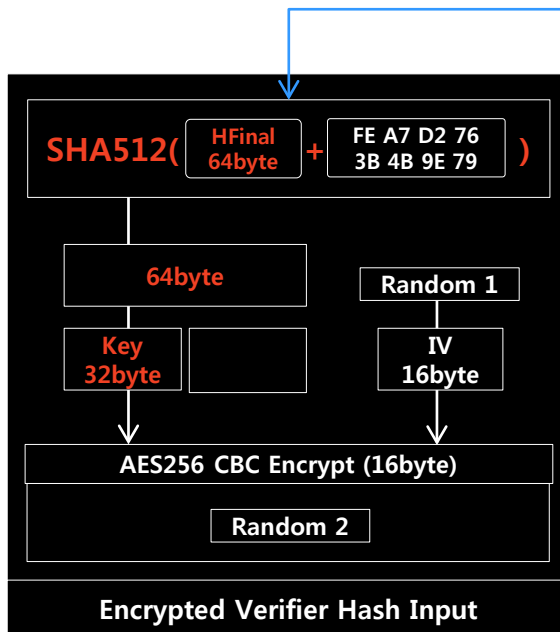 SHA512( HFinal 64byte + FE A7 D2 76 3B 4B 9E 79 )
64byte
Random 1
Key
32byte
IV
16byte
AES256 CBC Encrypt (16byte)
Random 2
Encrypted Verifier Hash Input